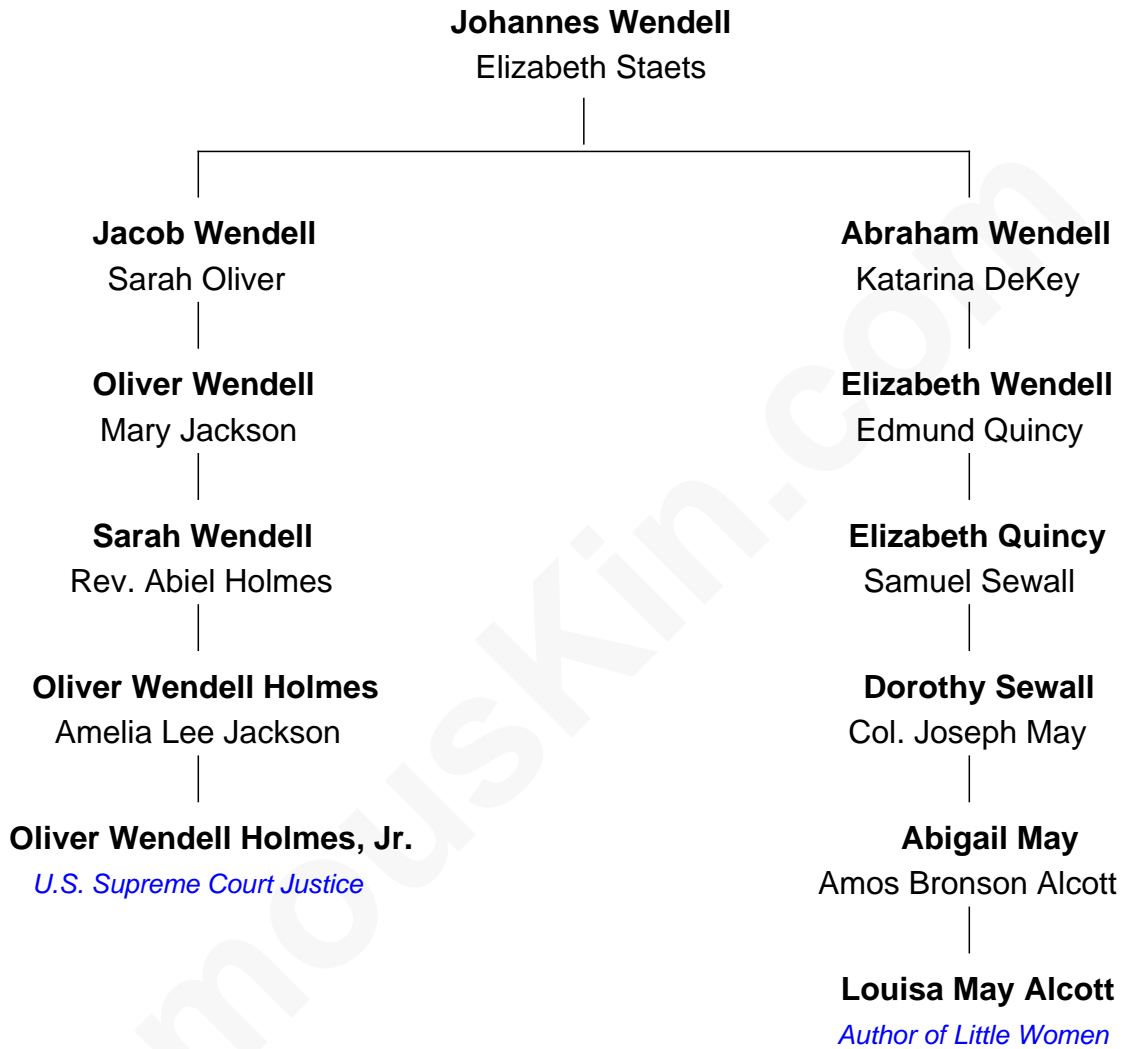 Johannes Wendell
Elizabeth Staets
Jacob Wendell
Sarah Oliver
Oliver Wendell
Mary Jackson
Sarah Wendell
Rev. Abiel Holmes
Oliver Wendell Holmes
Amelia Lee Jackson
Oliver Wendell Holmes, Jr.
U.S. Supreme Court Justice
Abraham Wendell
Katarina DeKey
Elizabeth Wendell
Edmund Quincy
Elizabeth Quincy
Samuel Sewall
Dorothy Sewall
Col. Joseph May
Abigail May
Amos Bronson Alcott
Louisa May Alcott
Author of Little Women
mouskin.com